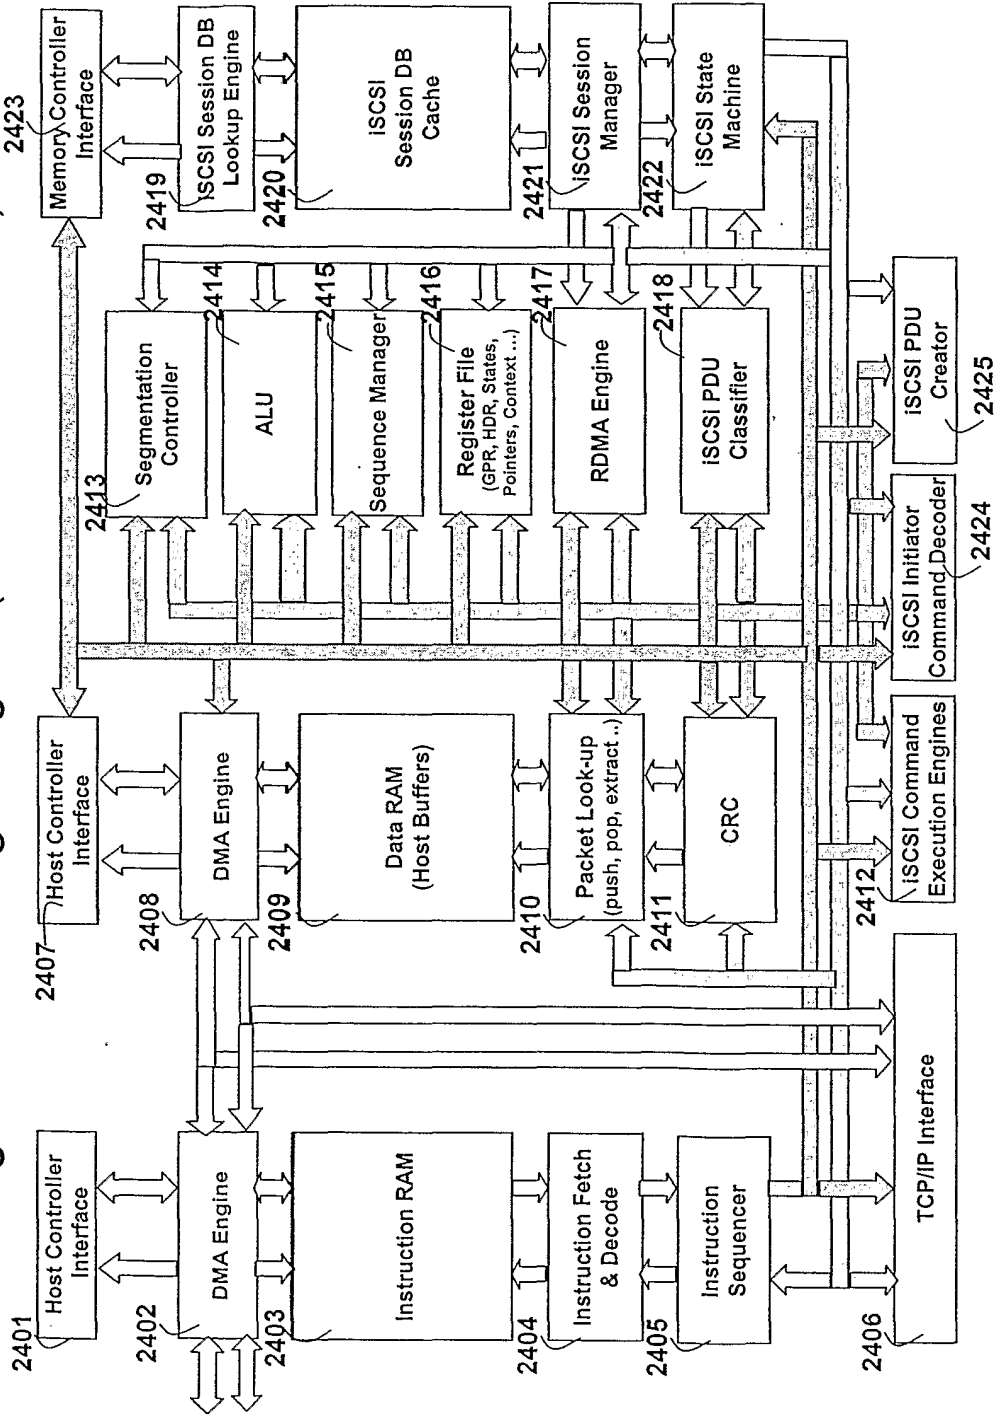 2401
Host Controller
Interface
2402
DMA Engine
2403
Instruction RAM
2404
Instruction Fetch
& Decode
2405
Instruction
Sequencer
2406
TCP/IP Interface
2407
Host Controller
Interface
2408
DMA Engine
2409
Data RAM
(Host Buffers)
2410
Packet Look-up
(push, pop, extract ..)
2411
CRC
2412
iSCSI Command
Execution Engines
2413
Segmentation
Controller
2414
ALU
2415
Sequence Manager
2416
Register File
(GPR, HDR, States,
Pointers, Context ...)
2417
RDMA Engine
2418
iSCSi PDU
Classifier
2423
Memory Controller
Interface
2419
iSCSI Session DB
Lookup Engine
2420
iSCSI
Session DB
Cache
2421
iSCSI Session
Manager
2422
iSCSI State
Machine
iSCSI Initiator
Command Decoder
2424
iSCSI PDU
Creator
2425